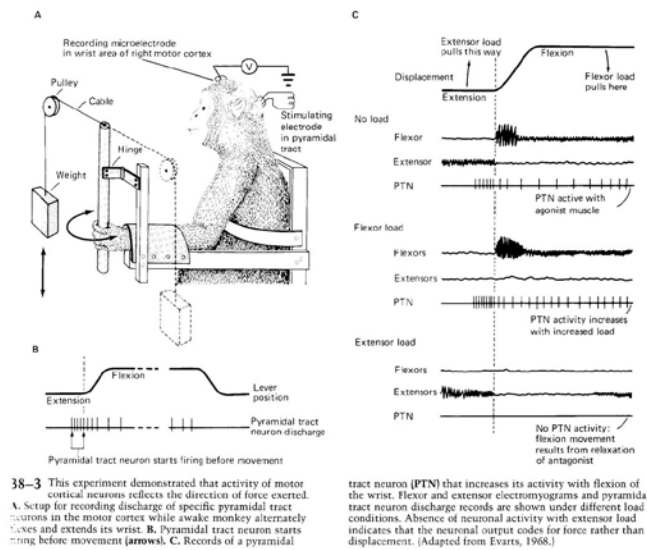 A
Recording microelectrode
in wrist area of right motor cortex
V
Pulley
Cable
Stimulating
electrode
in pyramidal
tract
Hinge
Weight
B
Flexion
Extension
Lever
position
Pyramidal tract
neuron discharge
Pyramidal tract neuron starts firing before movement
C
Extensor load
pulls this way
Flexion
Displacement
Flexor load
pulls here
Extension
No load
Flexor
Extensor
PTN
PTN active with
agonist muscle
Flexor load
Flexors
Extensors
PTN
PTN activity increases
with increased load
Extensor load
Flexors
Extensors
PTN
No PTN activity:
flexion movement
results from relaxation
of antagonist
38–3 This experiment demonstrated that activity of motor
cortical neurons reflects the direction of force exerted.
A. Setup for recording discharge of specific pyramidal tract
neurons in the motor cortex while awake monkey alternately
flexes and extends its wrist. B. Pyramidal tract neuron starts
firing before movement (arrows). C. Records of a pyramidal
tract neuron (PTN) that increases its activity with flexion of
the wrist. Flexor and extensor electromyograms and pyramida
tract neuron discharge records are shown under different load
conditions. Absence of neuronal activity with extensor load
indicates that the neuronal output codes for force rather than
displacement. (Adapted from Evarts, 1968.)